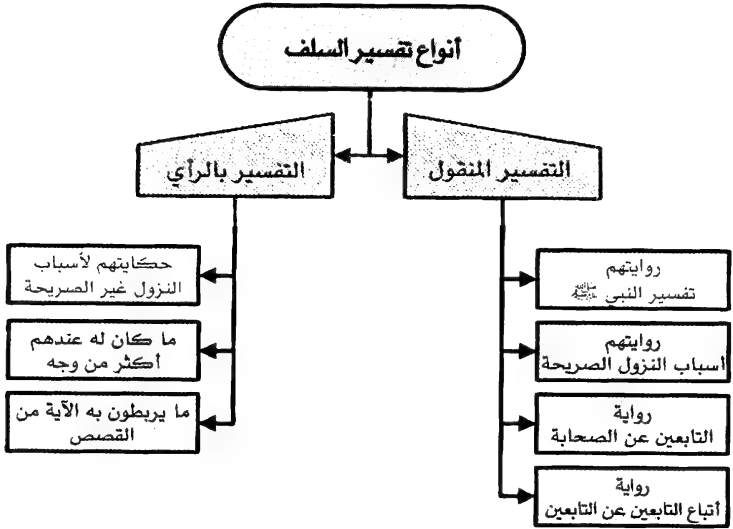 أنواع تفسير السلف
التفسير المنقول
روايتهم
تفسير النبي ﷺ
روايتهم
أسباب النزول الصريحة
رواية
التابعين عن الصحابة
رواية
أتباع التابعين عن التابعين
التفسير بالرأي
حكايتهم لأسباب
النزول غير الصريحة
ما كان له عندهم
أكثر من وجه
ما يربطون به الآية من
القصص